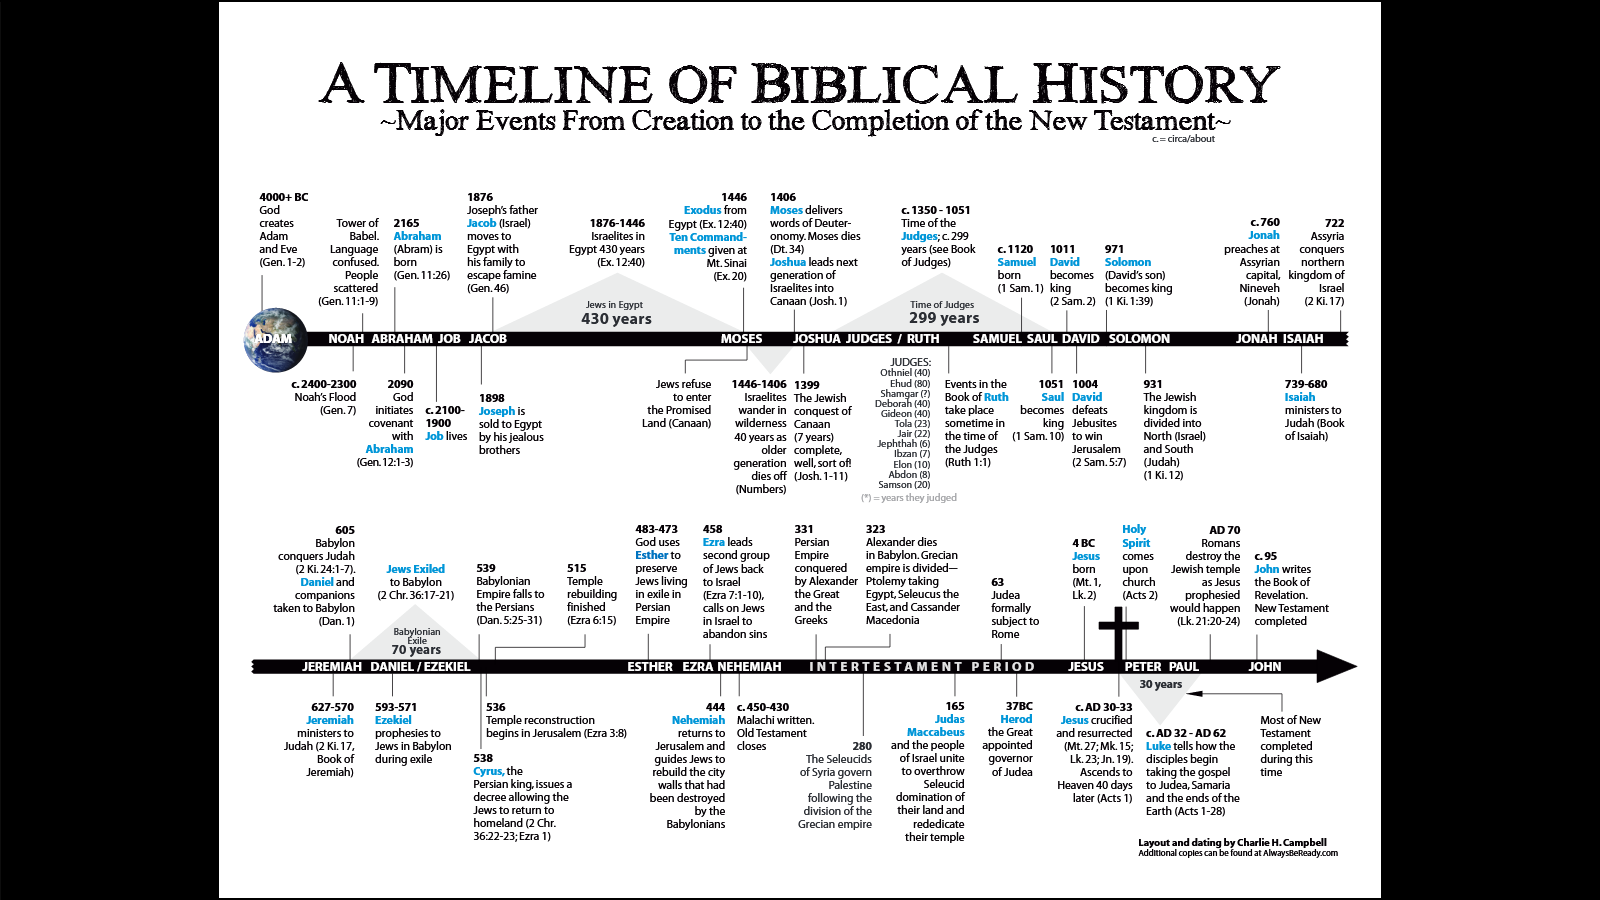 A TIMELINE OF BIBLICAL HISTORY
~Major Events From Creation to the Completion of the New Testament~
c. = circa/about
4000+ BC
God
creates
Adam
and Eve
(Gen. 1-2)
Tower of
Babel.
Language
confused.
People
scattered
(Gen. 11:1-9)
2165
Abraham
(Abram) is
born
(Gen. 11:26)
1876
Joseph's father
Jacob (Israel)
moves to
Egypt with
his family to
escape famine
(Gen. 46)
1876-1446
Israelites in
Egypt 430 years
(Ex. 12:40)
Jews in Egypt
430 years
1446
Exodus from
Egypt (Ex. 12:40)
Ten Command-
ments given at
Mt. Sinai
(Ex. 20)
1406
Moses delivers
words of Deuter-
onomy. Moses dies
(Dt. 34)
Joshua leads next
generation of
Israelites into
Canaan (Josh. 1)
c. 1350 - 1051
Time of the
Judges; c. 299
years (see Book
of Judges)
Time of Judges
299 years
c. 1120
Samuel
born
(1 Sam. 1)
1011
David
becomes
king
(2 Sam. 2)
971
Solomon
(David's son)
becomes king
(1 Ki. 1:39)
c. 760
Jonah
preaches at
Assyrian
capital,
Nineveh
(Jonah)
722
Assyria
conquers
northern
kingdom of
Israel
(2 Ki. 17)
ADAM NOAH ABRAHAM JOB JACOB MOSES JOSHUA JUDGES / RUTH SAMUEL SAUL DAVID SOLOMON JONAH ISAIAH
c. 2400-2300
Noah's Flood
(Gen. 7)
2090
God
initiates
covenant
with
Abraham
(Gen. 12:1-3)
c. 2100-
1900
Job lives
1898
Joseph is
sold to Egypt
by his jealous
brothers
Jews refuse
to enter
the Promised
Land (Canaan)
1446-1406
Israelites
wander in
wilderness
40 years as
older
generation
dies off
(Numbers)
1399
The Jewish
conquest of
Canaan
(7 years)
complete,
well, sort of!
(Josh. 1-11)
JUDGES:
Othniel (40)
Ehud (80)
Shamgar (?)
Deborah (40)
Gideon (40)
Tola (23)
Jair (22)
Jephthah (6)
Ibzan (7)
Elon (10)
Abdon (8)
Samson (20)
(*) = years they judged
Events in the
Book of Ruth
take place
sometime in
the time of
the Judges
(Ruth 1:1)
1051
Saul
becomes
king
(1 Sam. 10)
1004
David
defeats
Jebusites
to win
Jerusalem
(2 Sam. 5:7)
931
The Jewish
kingdom is
divided into
North (Israel)
and South
(Judah)
(1 Ki. 12)
739-680
Isaiah
ministers to
Judah (Book
of Isaiah)
605
Babylon
conquers Judah
(2 Ki. 24:1-7).
Daniel and
companions
taken to Babylon
(Dan. 1)
Jews Exiled
to Babylon
(2 Chr. 36:17-21)
Babylonian
Exile
70 years
539
Babylonian
Empire falls to
the Persians
(Dan. 5:25-31)
515
Temple
rebuilding
finished
(Ezra 6:15)
483-473
God uses
Esther to
preserve
Jews living
in exile in
Persian
Empire
458
Ezra leads
second group
of Jews back
to Israel
(Ezra 7:1-10),
calls on Jews
in Israel to
abandon sins
331
Persian
Empire
conquered
by Alexander
the Great
and the
Greeks
323
Alexander dies
in Babylon. Grecian
empire is divided—
Ptolemy taking
Egypt, Seleucus the
East, and Cassander
Macedonia
63
Judea
formally
subject to
Rome
4 BC
Jesus
born
(Mt. 1,
Lk. 2)
Holy
Spirit
comes
upon
church
(Acts 2)
AD 70
Romans
destroy the
Jewish temple
as Jesus
prophesied
would happen
(Lk. 21:20-24)
c. 95
John writes
the Book of
Revelation.
New Testament
completed
JEREMIAH DANIEL / EZEKIEL ESTHER EZRA NEHEMIAH INTERTESTAMENT PERIOD JESUS PETER PAUL JOHN
627-570
Jeremiah
ministers to
Judah (2 Ki. 17,
Book of
Jeremiah)
593-571
Ezekiel
prophesies to
Jews in Babylon
during exile
536
Temple reconstruction
begins in Jerusalem (Ezra 3:8)
538
Cyrus, the
Persian king, issues a
decree allowing the
Jews to return to
homeland (2 Chr.
36:22-23; Ezra 1)
444
Nehemiah
returns to
Jerusalem and
guides Jews to
rebuild the city
walls that had
been destroyed
by the
Babylonians
c. 450-430
Malachi written.
Old Testament
closes
280
The Seleucids
of Syria govern
Palestine
following the
division of the
Grecian empire
165
Judas
Maccabeus
and the people
of Israel unite
to overthrow
Seleucid
domination of
their land and
rededicate
their temple
37BC
Herod
the Great
appointed
governor
of Judea
c. AD 30-33
Jesus crucified
and resurrected
(Mt. 27; Mk. 15;
Lk. 23; Jn. 19).
Ascends to
Heaven 40 days
later (Acts 1)
30 years
c. AD 32 - AD 62
Luke tells how the
disciples begin
taking the gospel
to Judea, Samaria
and the ends of the
Earth (Acts 1-28)
Most of New
Testament
completed
during this
time
Layout and dating by Charlie H. Campbell
Additional copies can be found at AlwaysBeReady.com